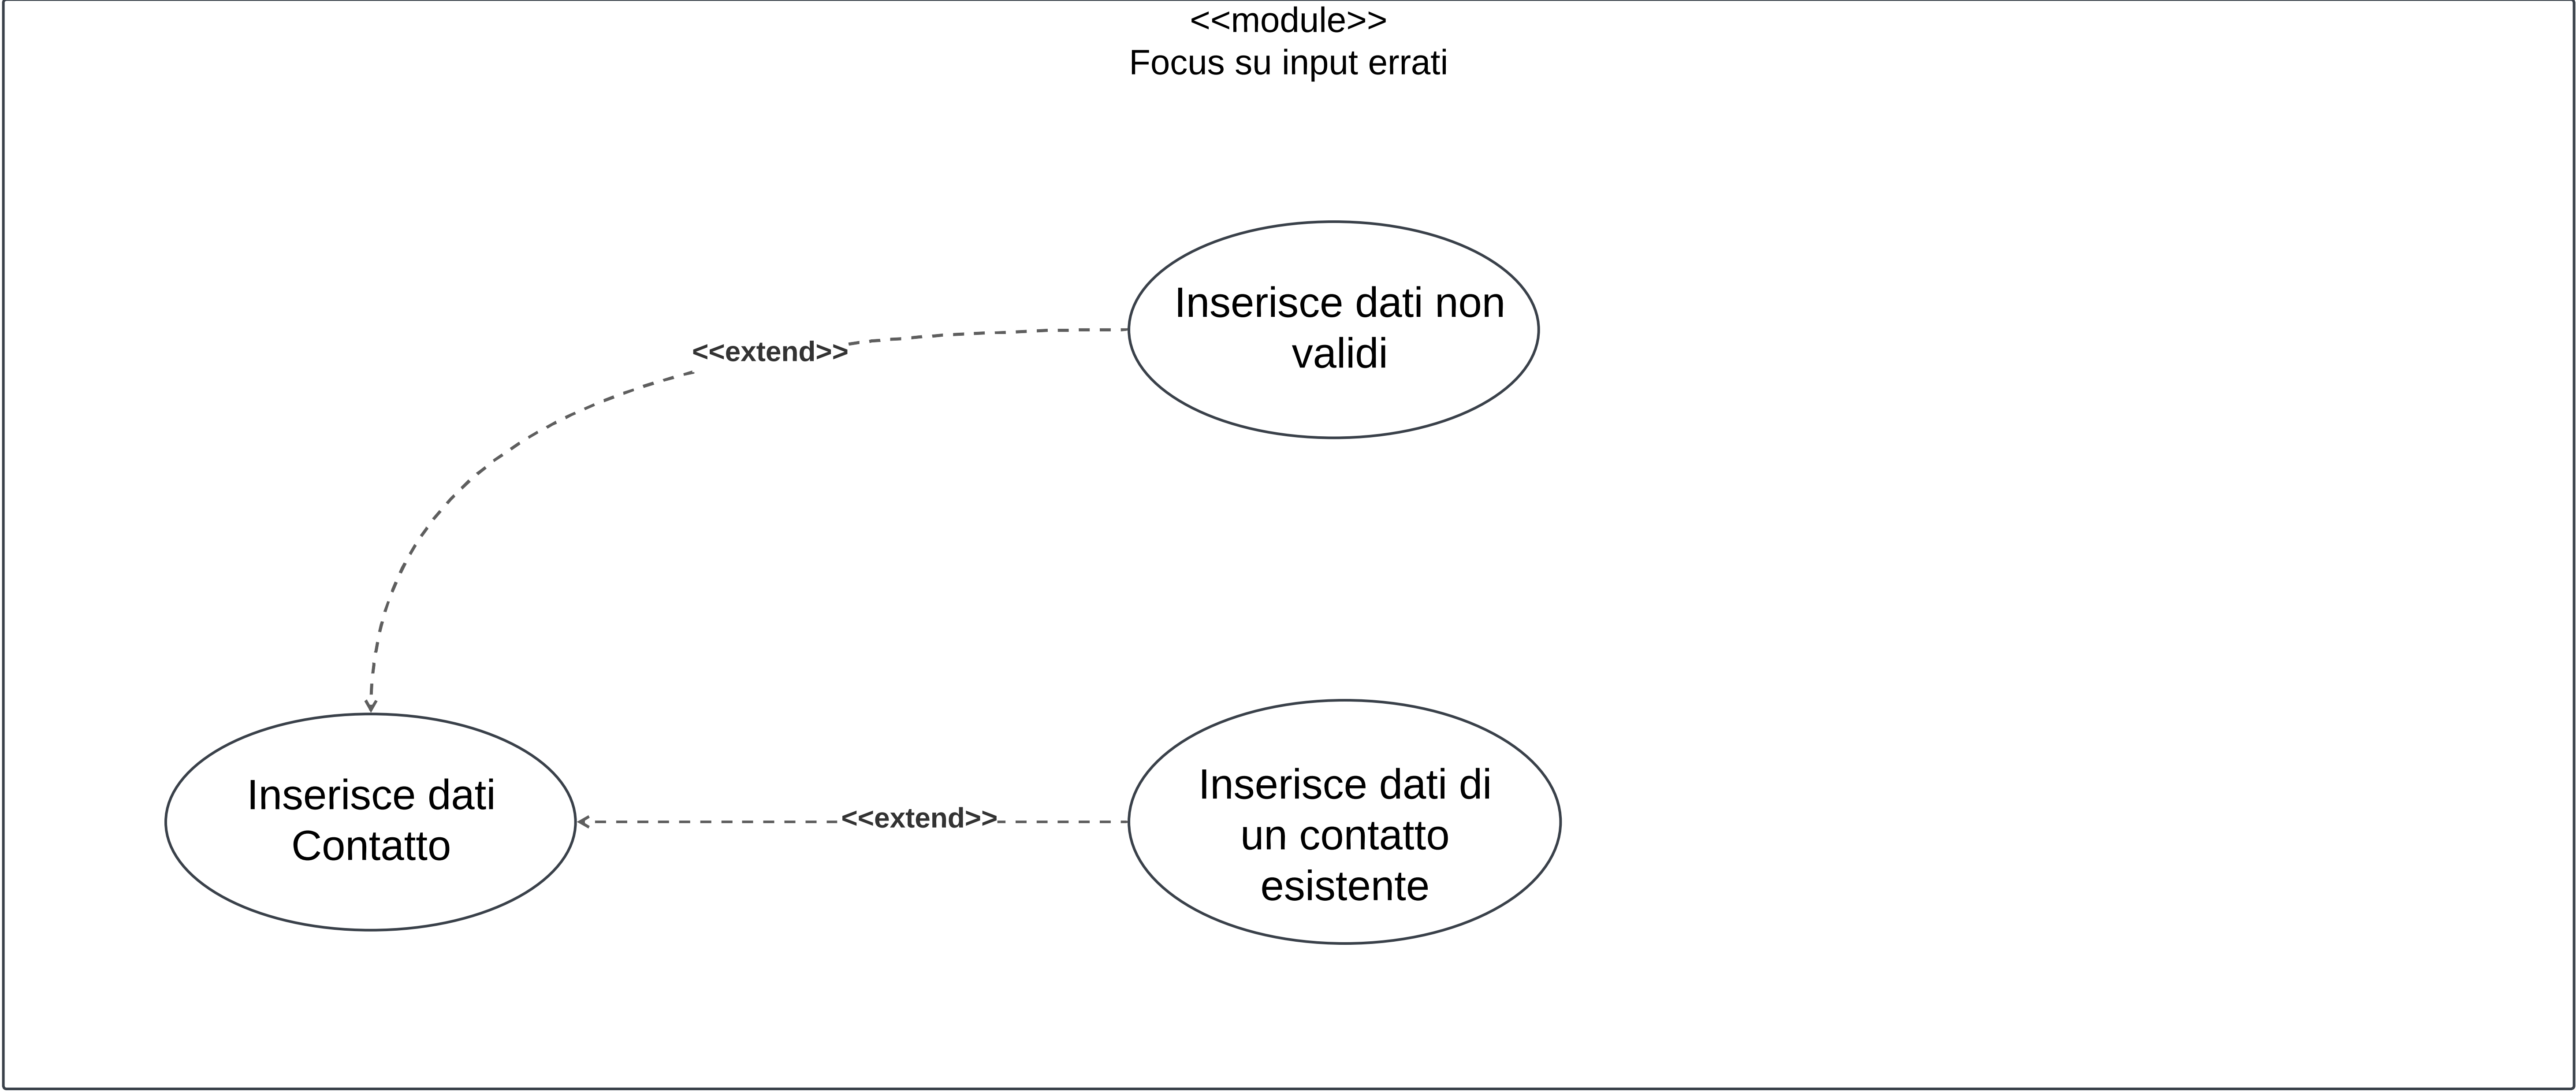 <<module>>
Focus su input errati
Inserisce dati non
validi
<<extend>>
Inserisce dati
Contatto
<<extend>>
Inserisce dati di
un contatto
esistente